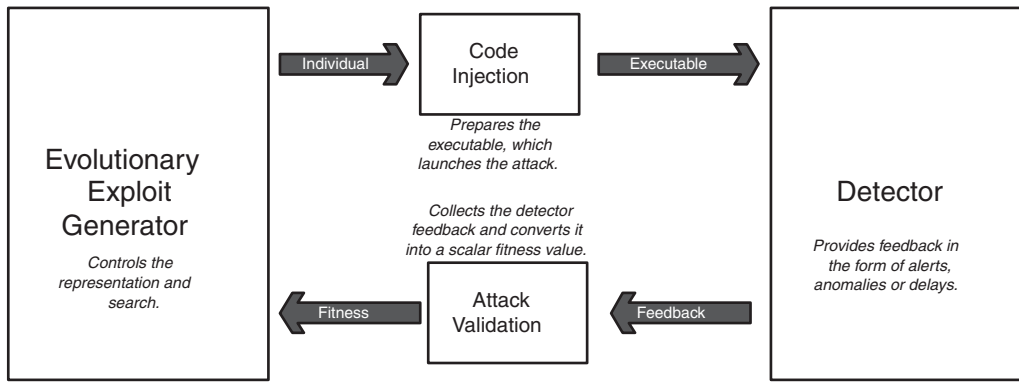 Evolutionary
Exploit
Generator
Controls the
representation and
search.
Individual
Code
Injection
Prepares the
executable, which
launches the attack.
Executable
Detector
Provides feedback in
the form of alerts,
anomalies or delays.
Feedback
Collects the detector
feedback and converts it
into a scalar fitness value.
Attack
Validation
Fitness